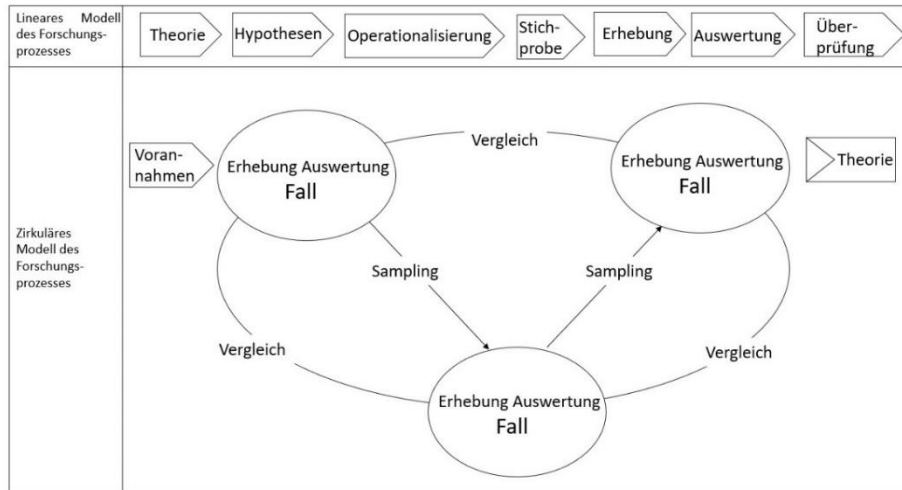 Lineares Modell
des Forschungs-
prozesses
Theorie
Hypothesen
Operationalisierung
Stich-
probe
Erhebung
Auswertung
Über-
prüfung
Zirkuläres
Modell des
Forschungs-
prozesses
Voran-
nahmen
Erhebung Auswertung
Fall
Vergleich
Erhebung Auswertung
Fall
Theorie
Sampling
Sampling
Vergleich
Vergleich
Erhebung Auswertung
Fall